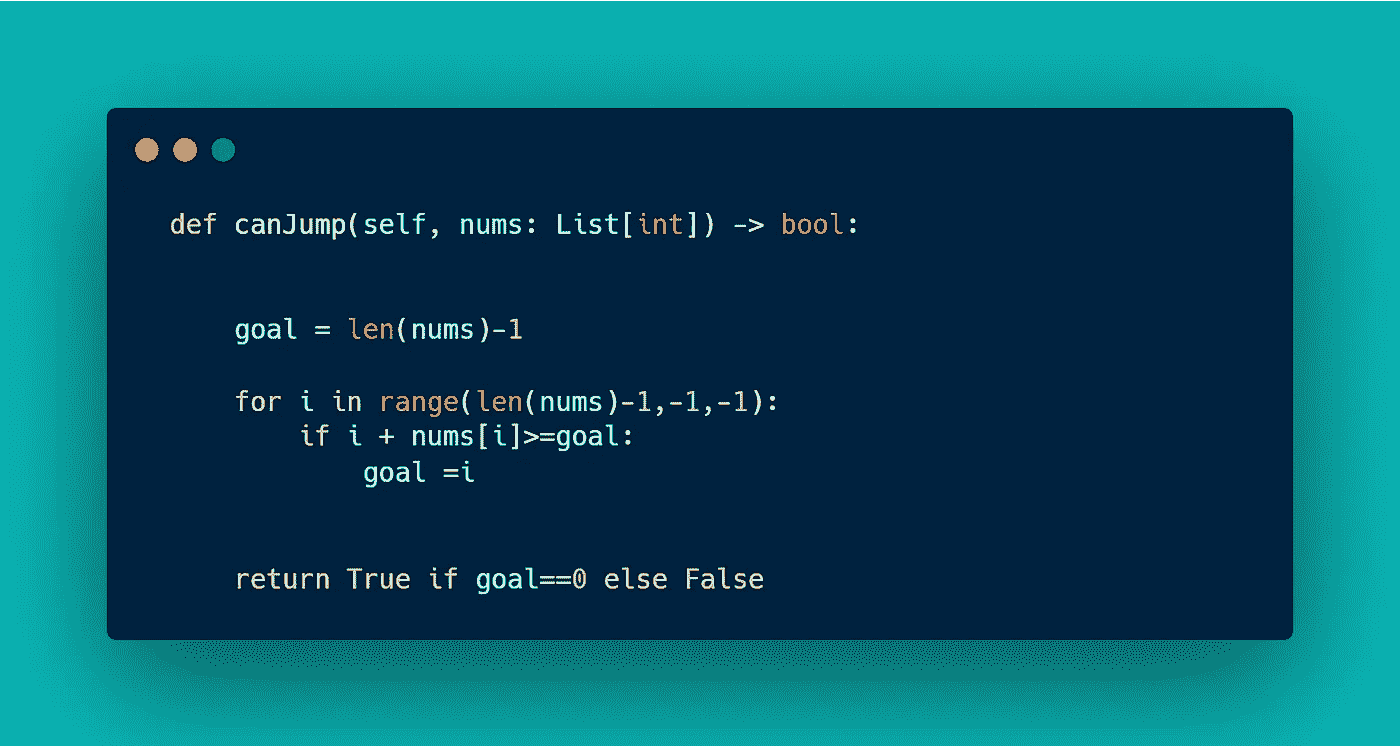 def canJump(self, nums: List[int]) -> bool:
    goal = len(nums)-1
    for i in range(len(nums)-1,-1,-1):
        if i + nums[i]>=goal:
            goal =i
    return True if goal==0 else False